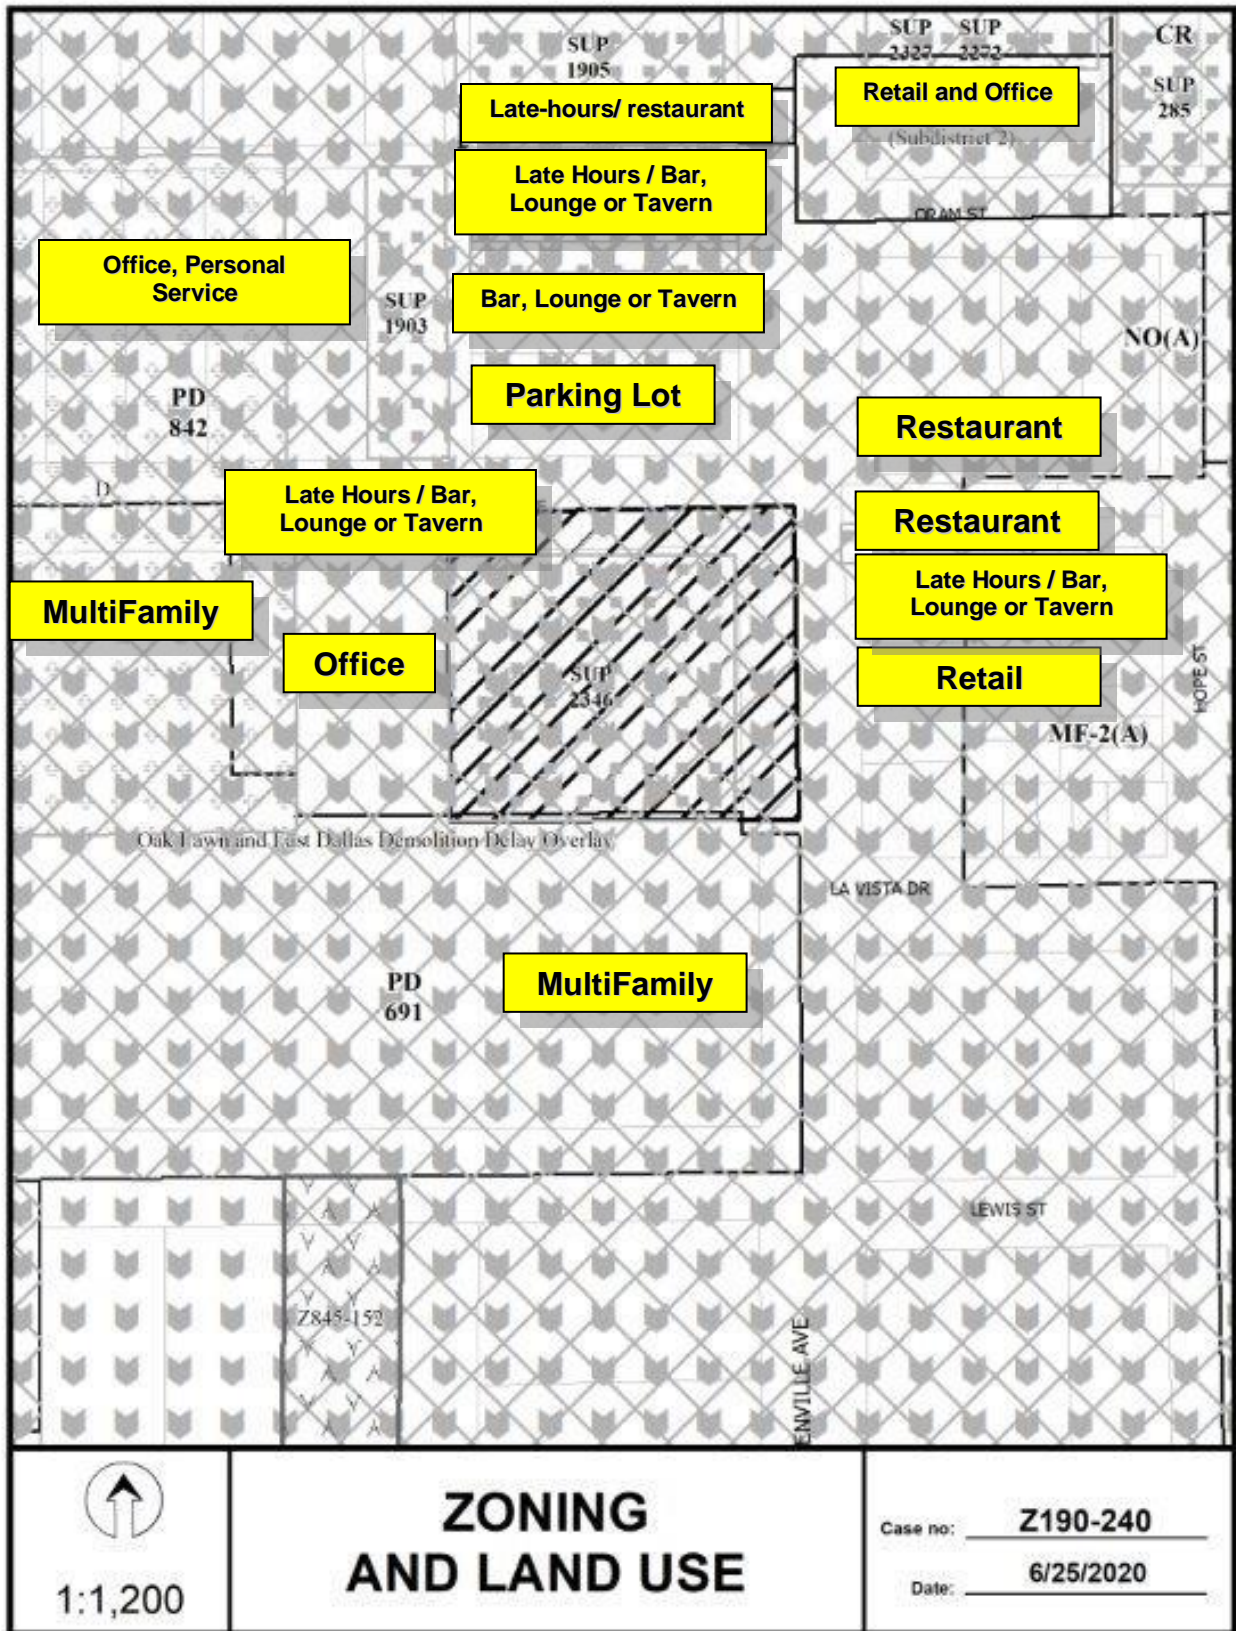 SUP
1905
SUP SUP
2327 2272
CR
SUP
285
Late-hours/ restaurant
Retail and Office
(Subdistrict 2)
Late Hours / Bar,
Lounge or Tavern
ORAM ST
Office, Personal
Service
SUP
1903
Bar, Lounge or Tavern
NO(A)
PD
842
Parking Lot
Restaurant
D
Late Hours / Bar,
Lounge or Tavern
Restaurant
Late Hours / Bar,
Lounge or Tavern
MultiFamily
Office
SUP
2346
Retail
HOPE ST
MF-2(A)
Oak Lawn and East Dallas Demolition Delay Overlay
LA VISTA DR
PD
691
MultiFamily
LEWIS ST
Z845-152
ENVILLE AVE
1:1,200
ZONING
AND LAND USE
Case no: Z190-240
Date: 6/25/2020